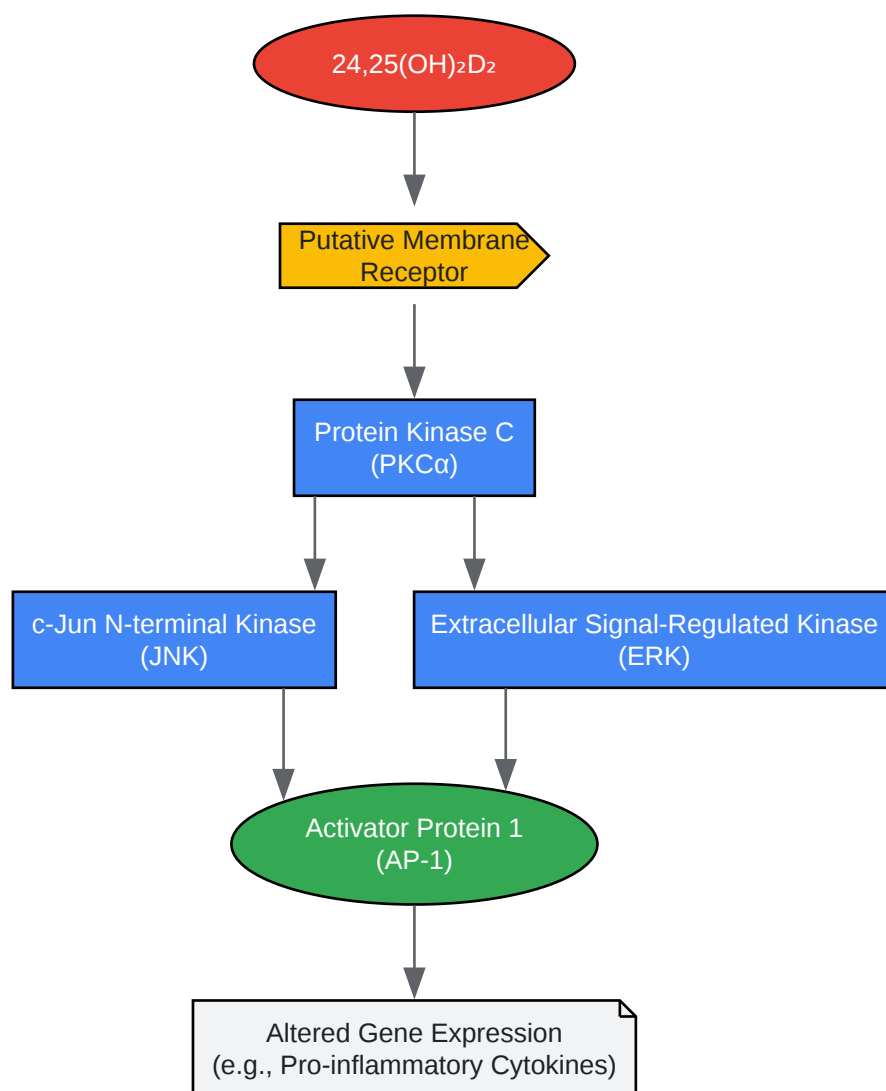 24,25(OH)₂D₂
Putative Membrane
Receptor
Protein Kinase C
(PKCα)
c-Jun N-terminal Kinase
(JNK)
Extracellular Signal-Regulated Kinase
(ERK)
Activator Protein 1
(AP-1)
Altered Gene Expression
(e.g., Pro-inflammatory Cytokines)